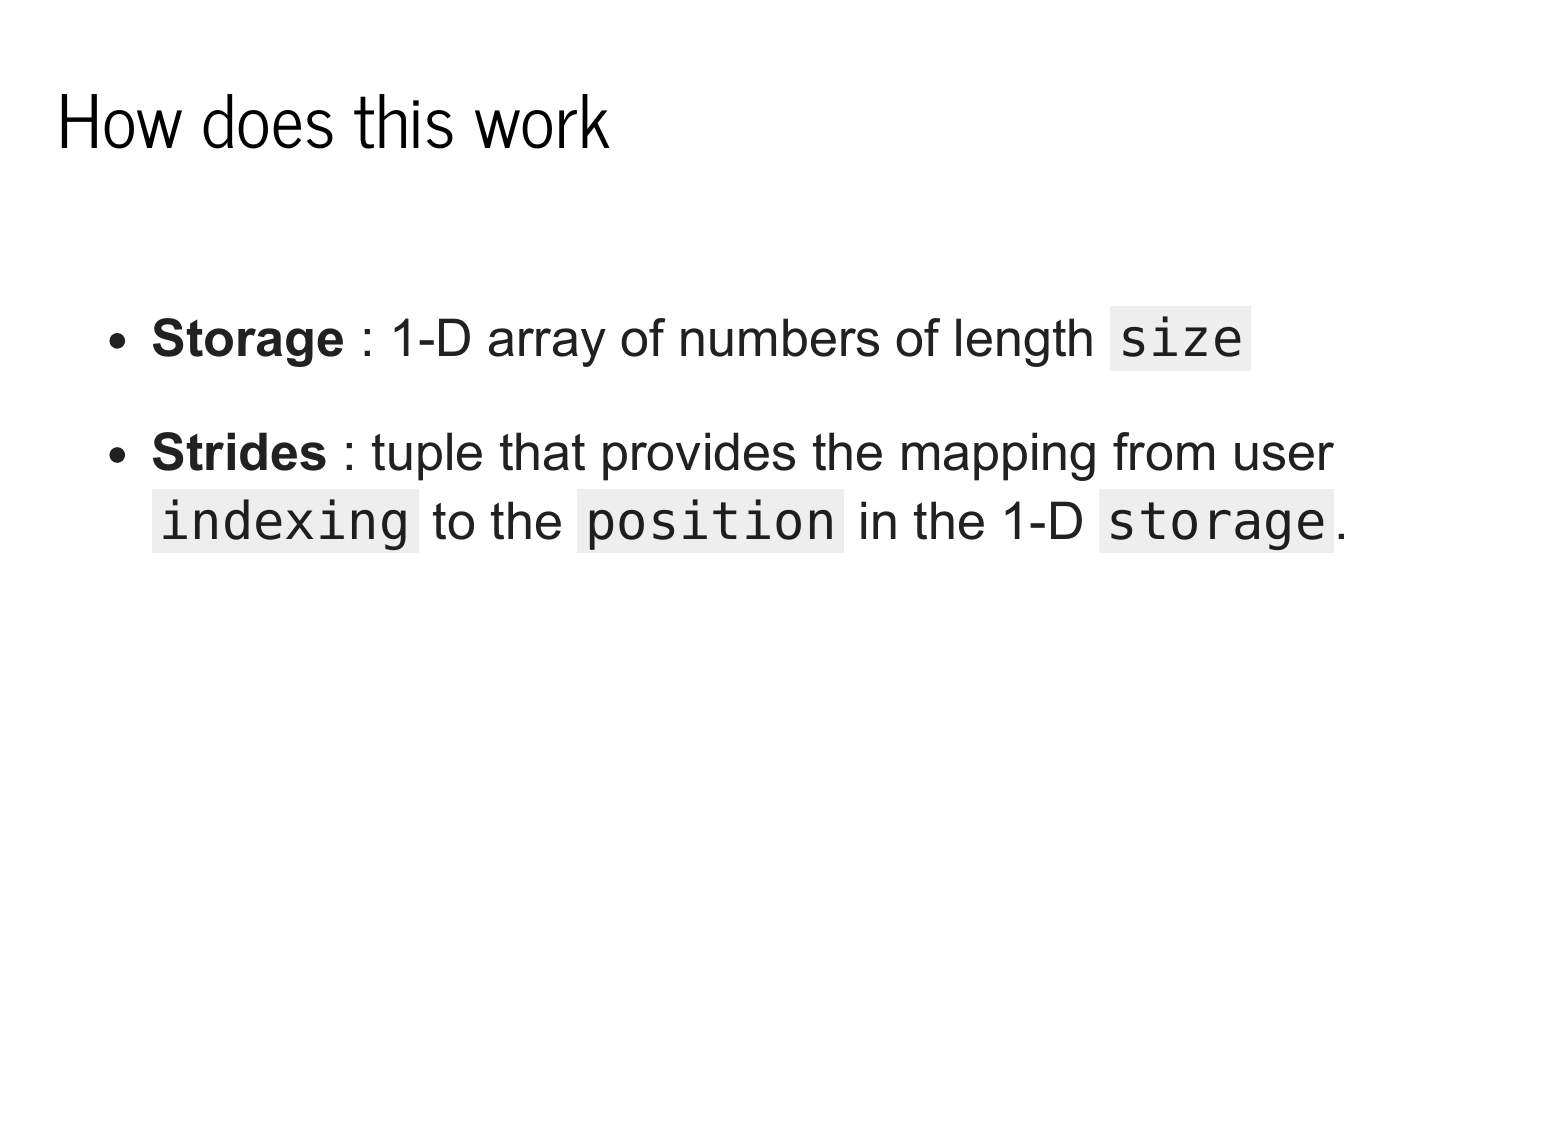 How does this work
• Storage : 1-D array of numbers of length size
• Strides : tuple that provides the mapping from user
indexing to the position in the 1-D storage.